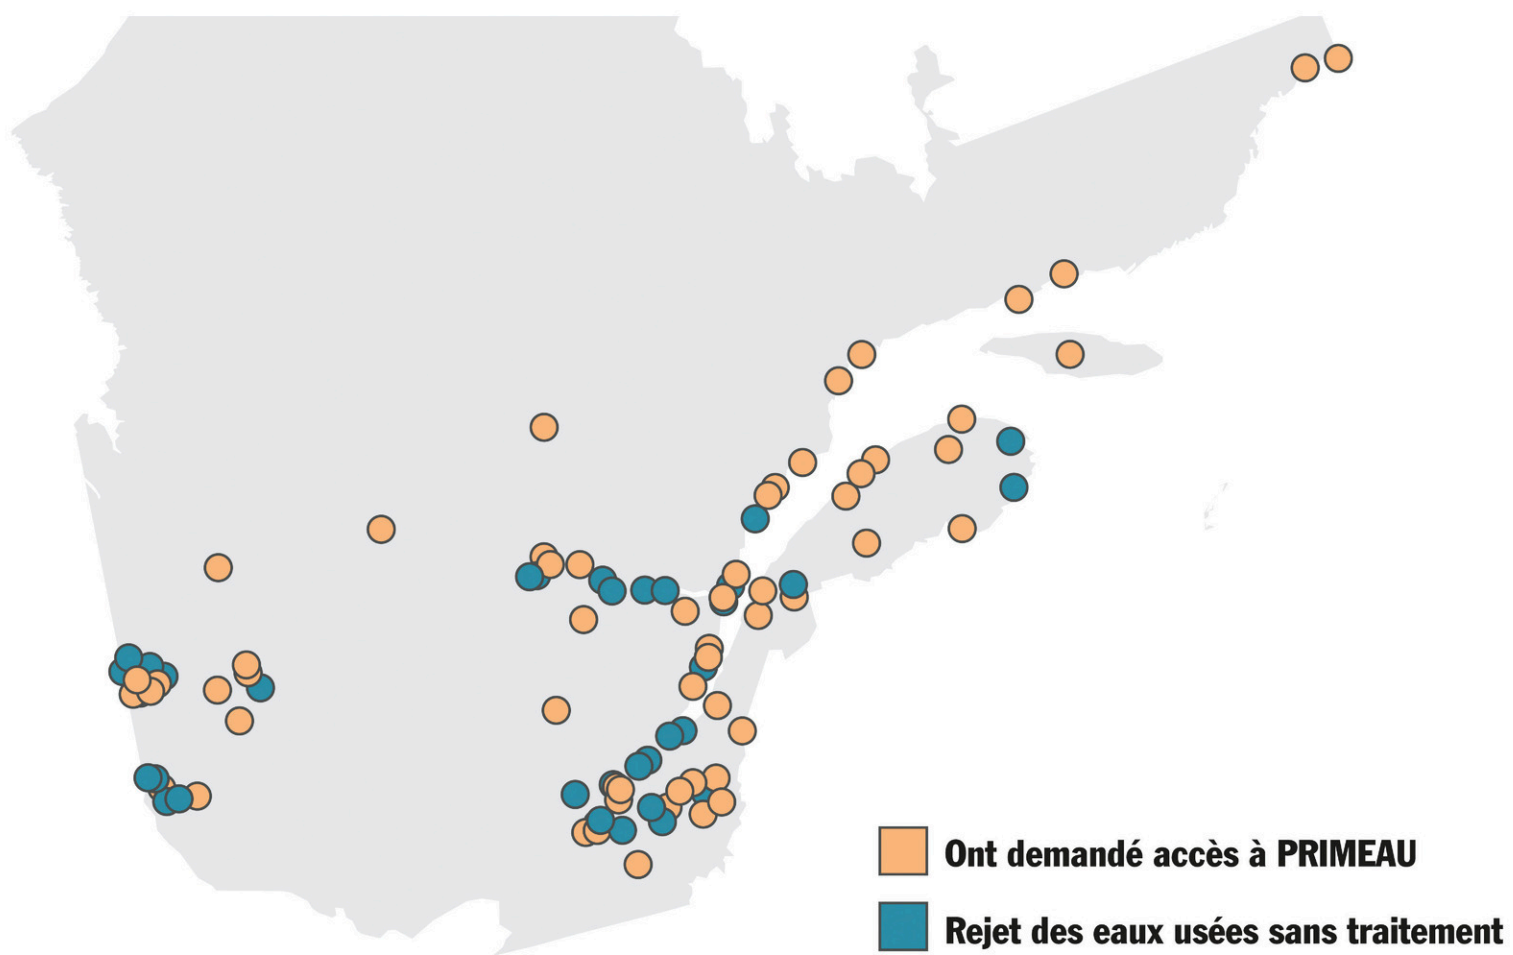 Ont demandé accès à PRIMEAU
Rejet des eaux usées sans traitement